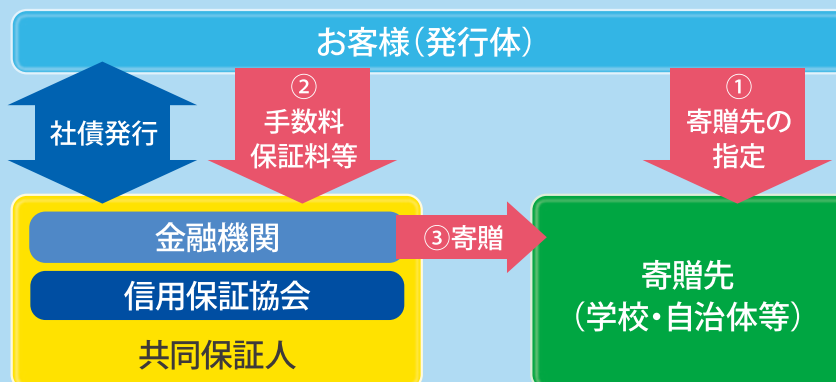 お客様（発行体）
社債発行
②
手数料
保証料等
①
寄贈先の
指定
金融機関
③寄贈
信用保証協会
共同保証人
寄贈先
（学校・自治体等）